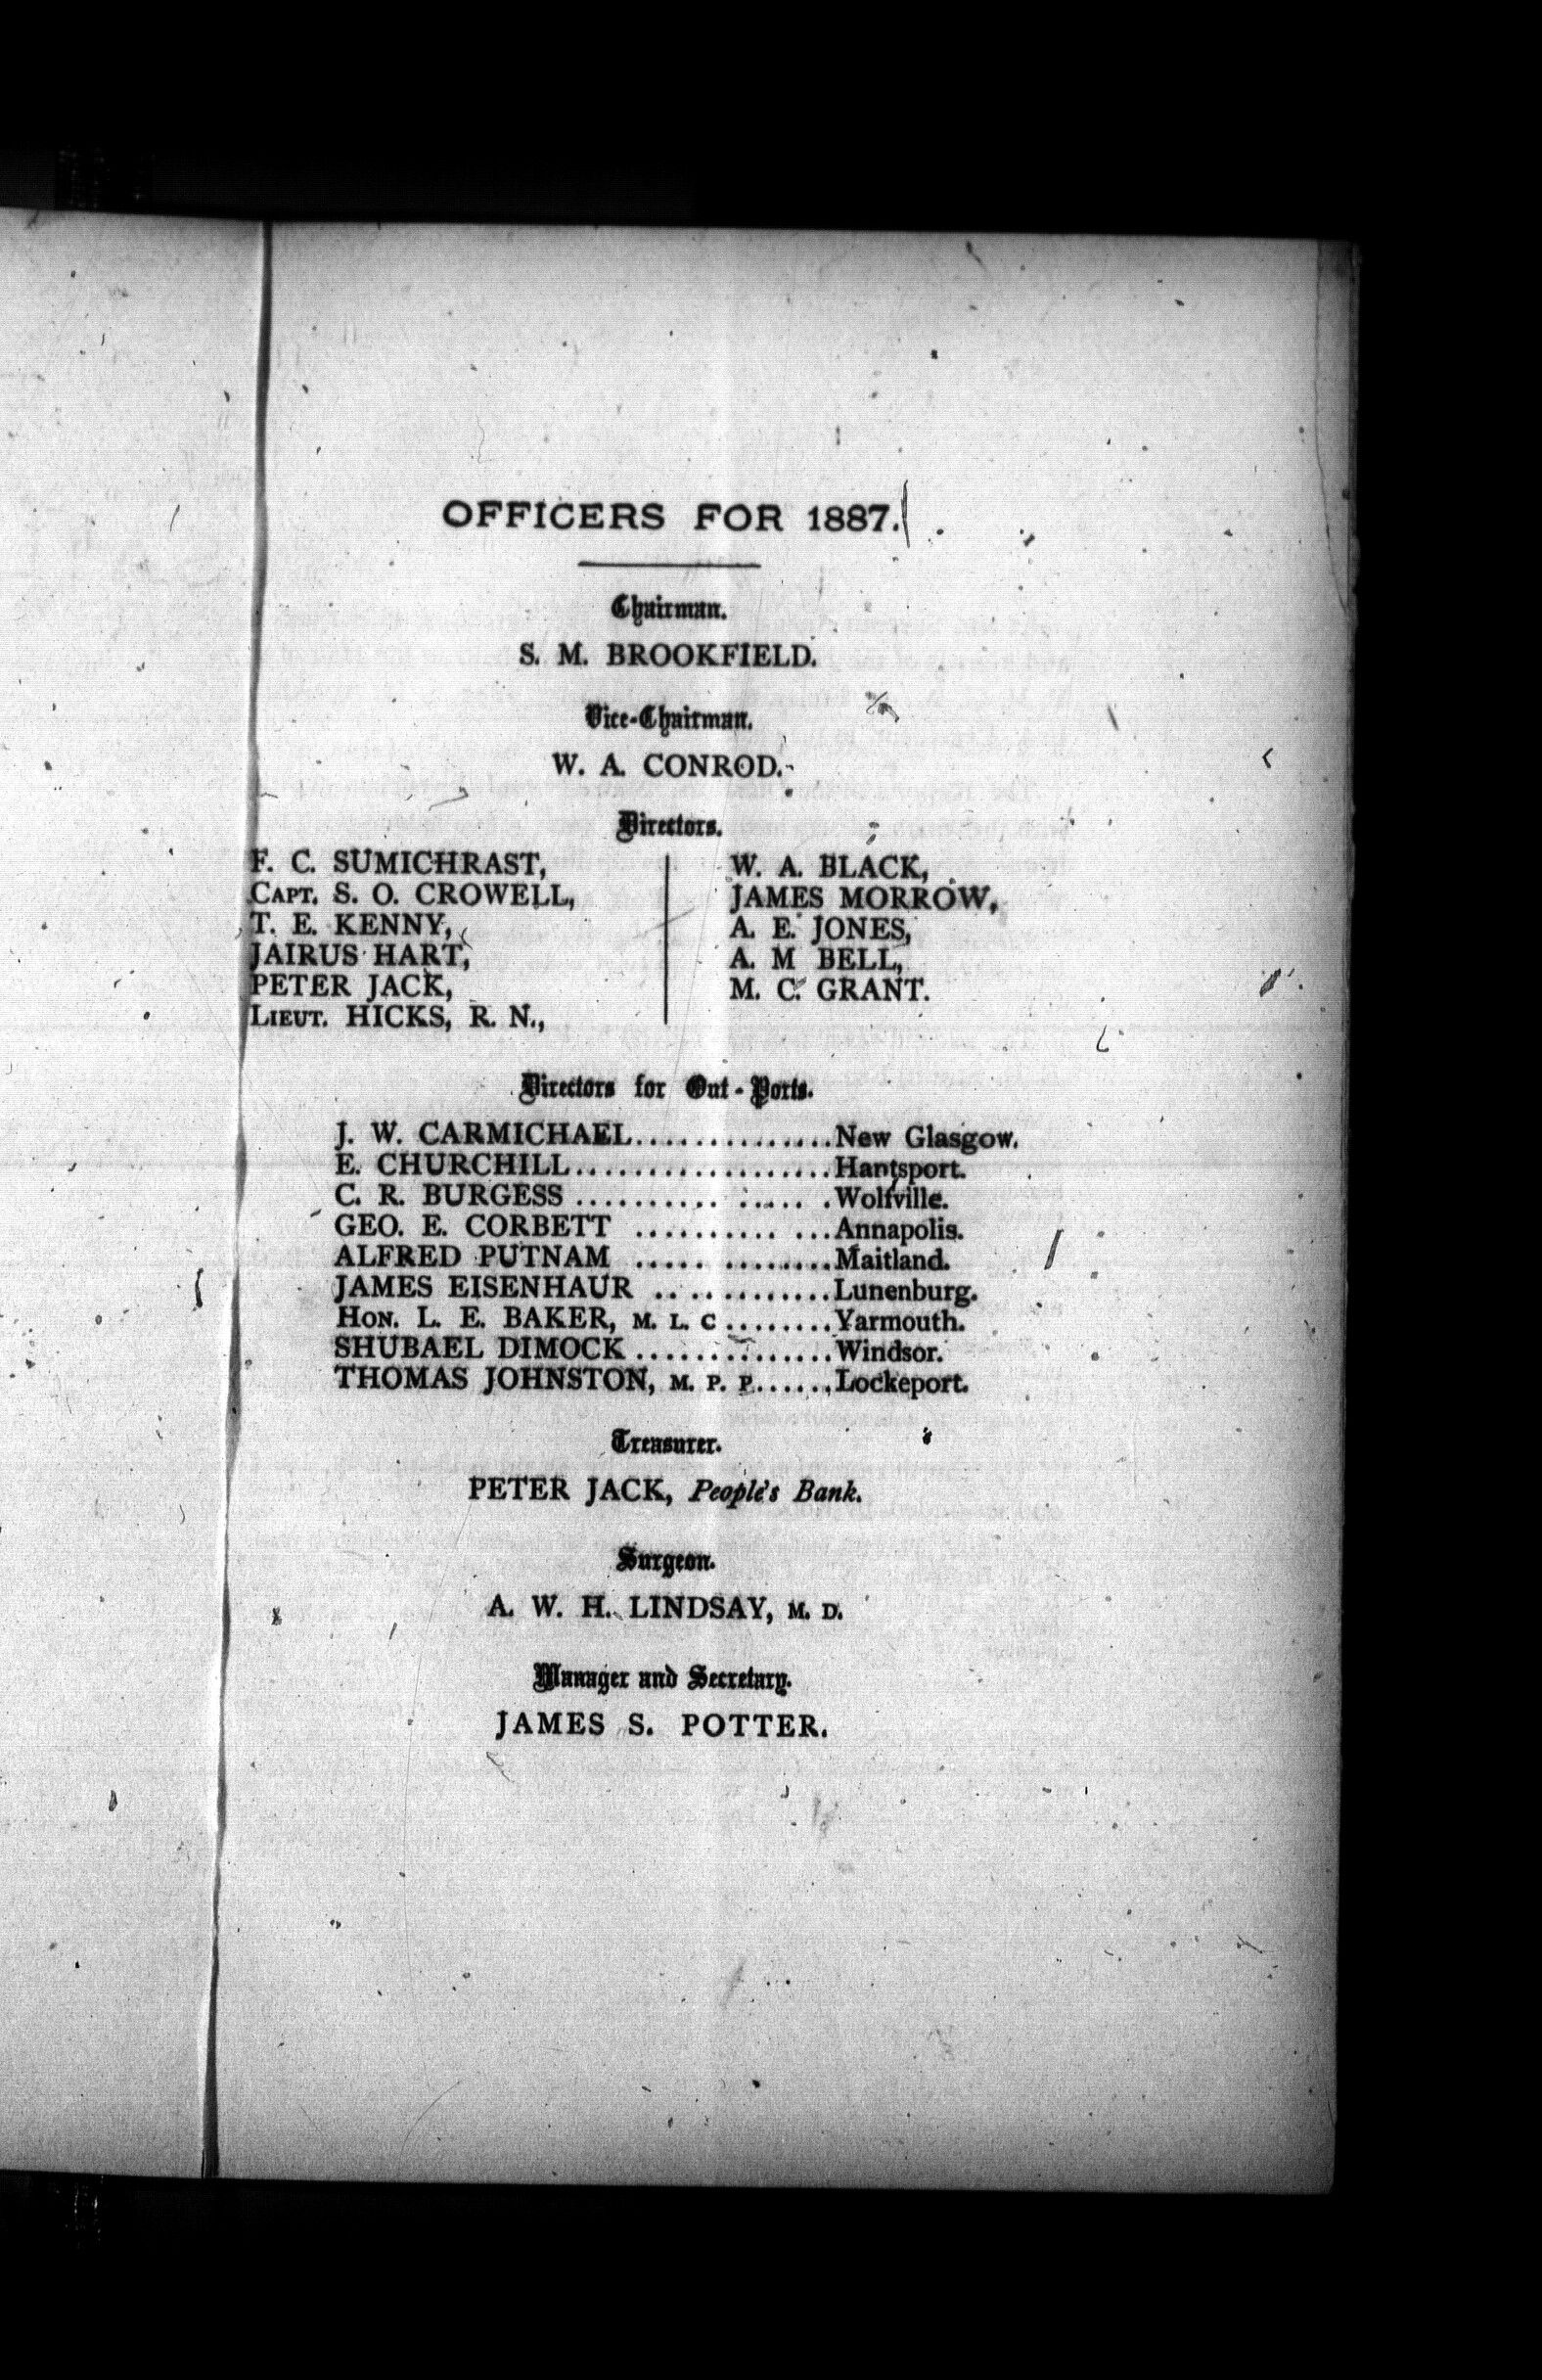 OFFICERS FOR 1887.
Chairman.
S. M. BROOKFIELD.
Vice-Chairman.
W. A. CONROD.
Directors.
F. C. SUMICHRAST,
CAPT. S. O. CROWELL,
T. E. KENNY,
JAIRUS HART,
PETER JACK,
LIEUT. HICKS, R. N.,
W. A. BLACK,
JAMES MORROW,
A. E. JONES,
A. M BELL,
M. C. GRANT.
Directors for Out-Ports.
J. W. CARMICHAEL..............New Glasgow.
E. CHURCHILL..................Hantsport.
C. R. BURGESS .......... ..... .Wolfville.
GEO. E. CORBETT .......... ...Annapolis.
ALFRED PUTNAM ..... ........Maitland.
JAMES EISENHAUR .. ..........Lunenburg.
HON. L. E. BAKER, M. L. C........Yarmouth.
SHUBAEL DIMOCK..............Windsor.
THOMAS JOHNSTON, M. P. P......Lockeport.
Treasurer.
PETER JACK, People's Bank.
Surgeon.
A. W. H. LINDSAY, M. D.
Manager and Secretary.
JAMES S. POTTER.